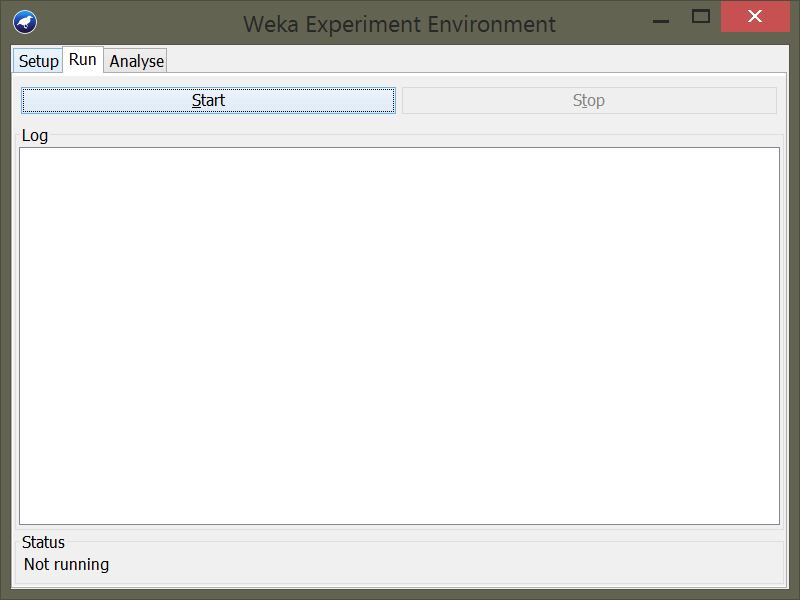 Weka Experiment Environment
Setup Run Analyse
Start Stop
Log
Status
Not running